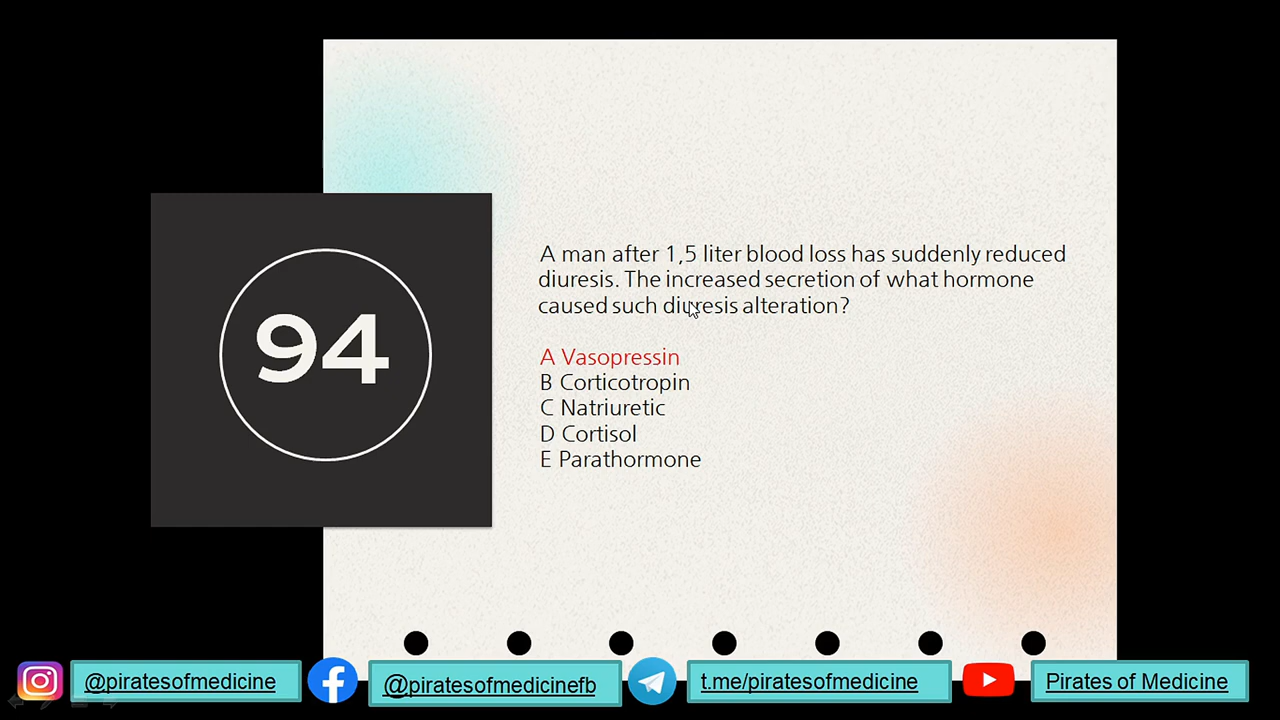 94
A man after 1,5 liter blood loss has suddenly reduced
diuresis. The increased secretion of what hormone
caused such diuresis alteration?
A Vasopressin
B Corticotropin
C Natriuretic
D Cortisol
E Parathormone
@piratesofmedicine
@piratesofmedicinefb
t.me/piratesofmedicine
Pirates of Medicine